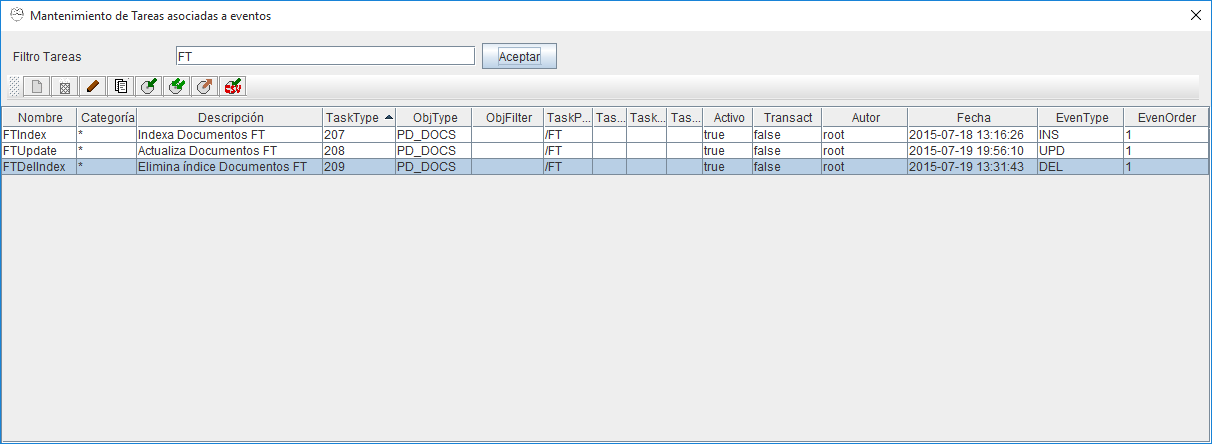 Mantenimiento de Tareas asociadas a eventos
Filtro Tareas FT Aceptar
CSV
Nombre Categoría Descripción TaskType ObjType ObjFilter TaskP... Tas... Task... Tas... Activo Transact Autor Fecha EvenType EvenOrder
FTIndex * Indexa Documentos FT 207 PD_DOCS /FT true false root 2015-07-18 13:16:26 INS 1
FTUpdate * Actualiza Documentos FT 208 PD_DOCS /FT true false root 2015-07-19 19:56:10 UPD 1
FTDelIndex * Elimina índice Documentos FT 209 PD_DOCS /FT true false root 2015-07-19 13:31:43 DEL 1